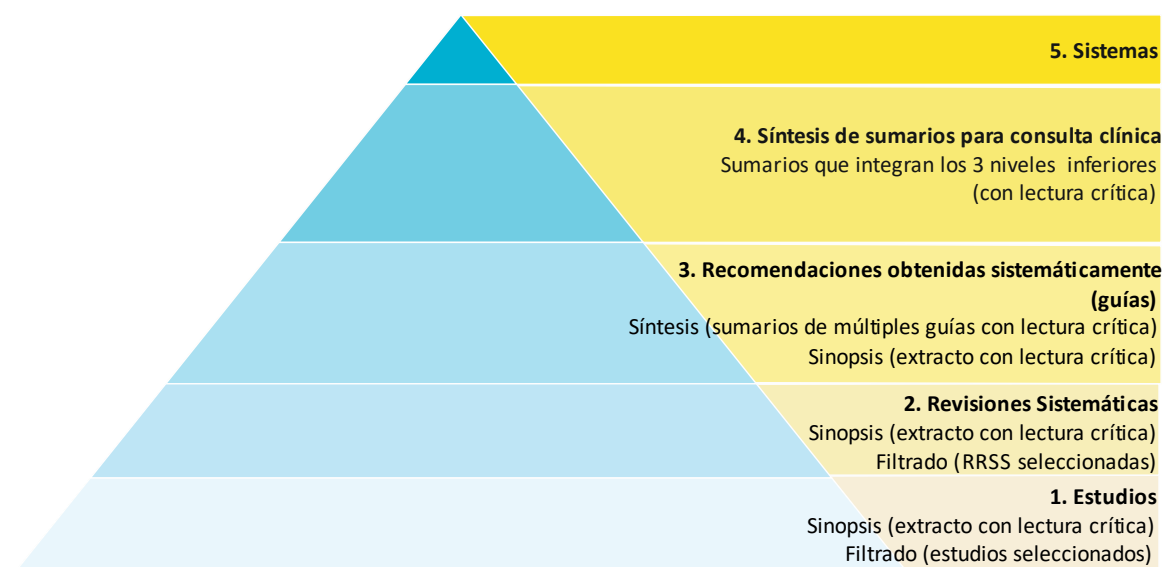 5. Sistemas
4. Síntesis de sumarios para consulta clínica
Sumarios que integran los 3 niveles inferiores
(con lectura crítica)
3. Recomendaciones obtenidas sistemáticamente
(guías)
Síntesis (sumarios de múltiples guías con lectura crítica)
Sinopsis (extracto con lectura crítica)
2. Revisiones Sistemáticas
Sinopsis (extracto con lectura crítica)
Filtrado (RRSS seleccionadas)
1. Estudios
Sinopsis (extracto con lectura crítica)
Filtrado (estudios seleccionados)